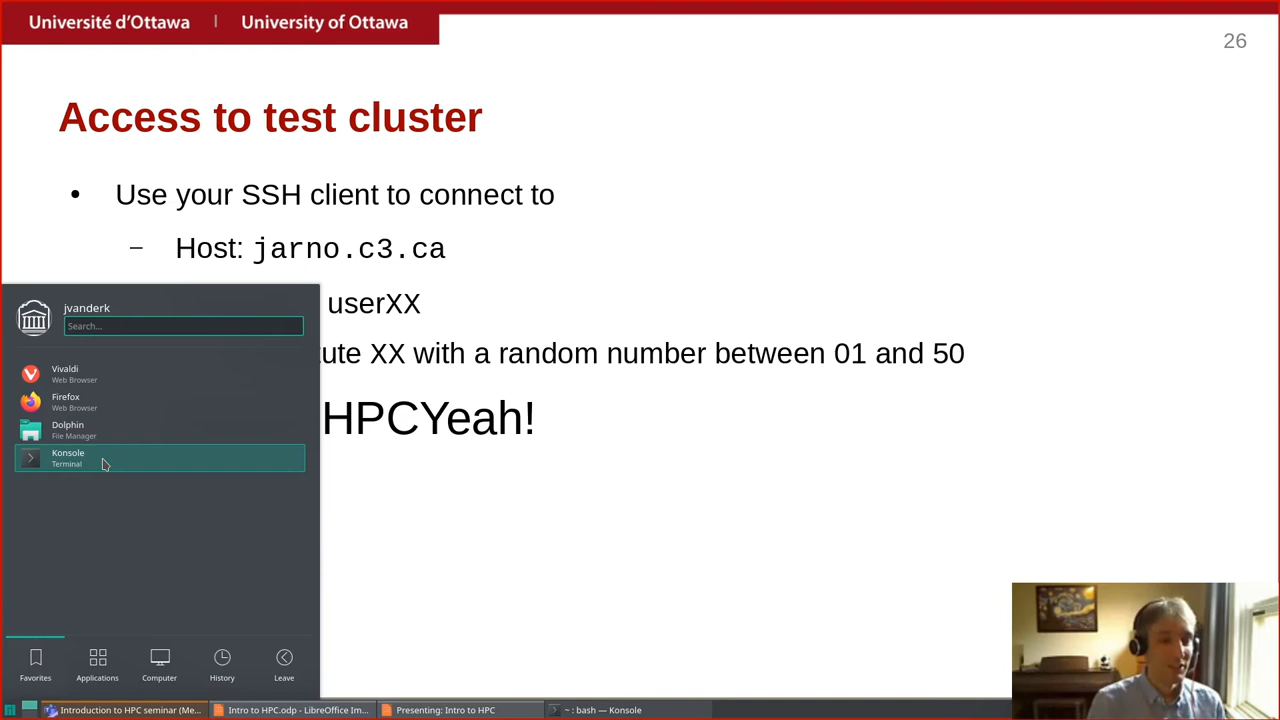 Université d'Ottawa | University of Ottawa
26
Access to test cluster
• Use your SSH client to connect to
– Host: jarno.c3.ca
userXX
tute XX with a random number between 01 and 50
HPCYeah!
jvanderk
Search...
Vivaldi
Web Browser
Firefox
Web Browser
Dolphin
File Manager
Konsole
Terminal
Favorites
Applications
Computer
History
Leave
Introduction to HPC seminar (Me...
Intro to HPC.odp - LibreOffice Im...
Presenting: Intro to HPC
~ : bash — Konsole